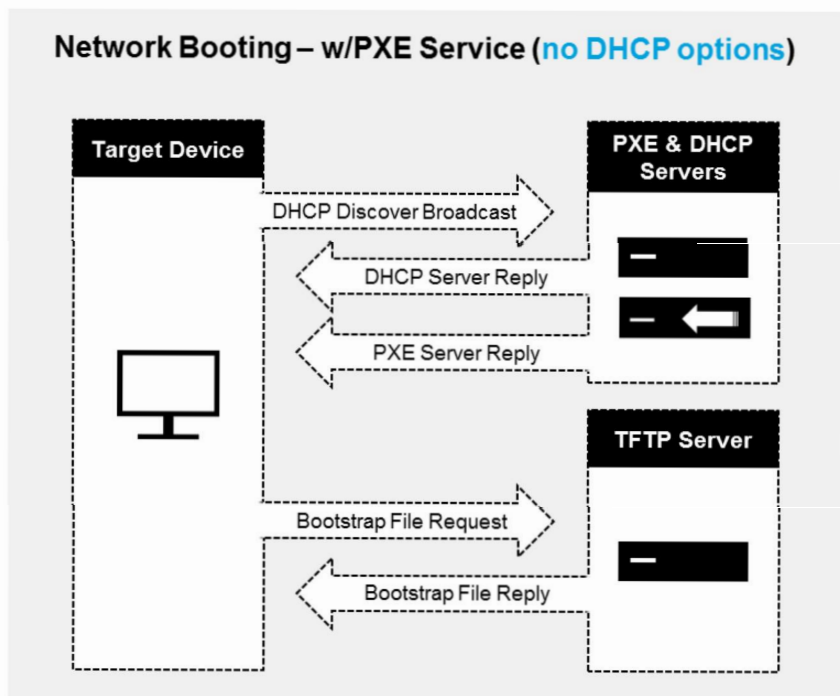 Network Booting – w/PXE Service (no DHCP options)
Target Device
PXE & DHCP
Servers
DHCP Discover Broadcast
DHCP Server Reply
PXE Server Reply
TFTP Server
Bootstrap File Request
Bootstrap File Reply